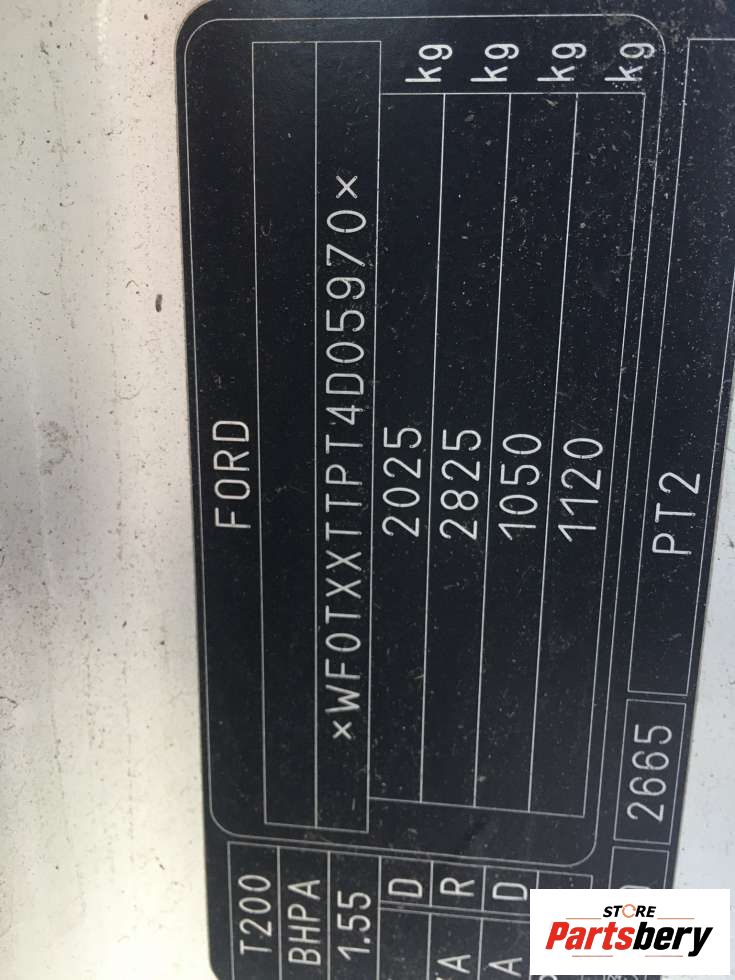 FORD
×WF0TXXTTPT4D05970×
2025 kg
2825 kg
1050 kg
1120 kg
T200
BHPA
1.55
D
R
D
A
A
2665
PT2
STORE
Partsbery